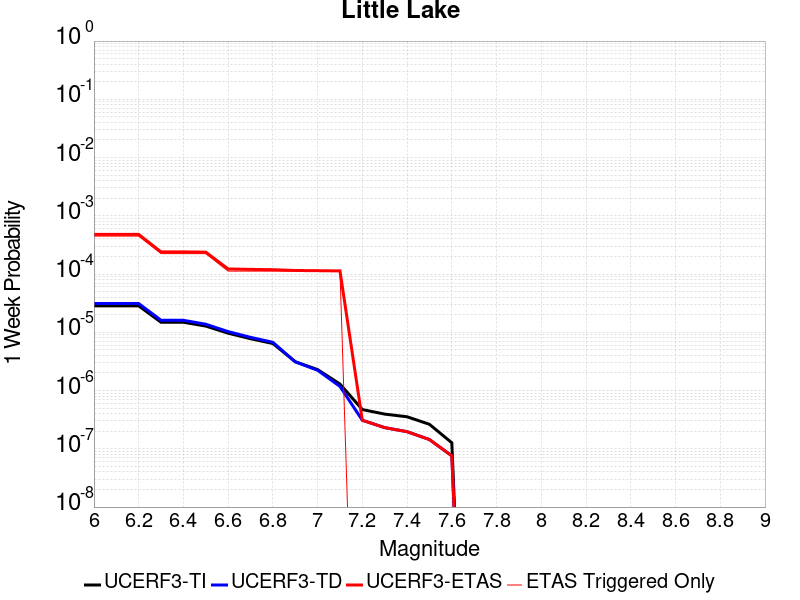 Little Lake
10^0
10^-1
10^-2
10^-3
10^-4
10^-5
10^-6
10^-7
10^-8
1 Week Probability
6 6.2 6.4 6.6 6.8 7 7.2 7.4 7.6 7.8 8 8.2 8.4 8.6 8.8 9
Magnitude
UCERF3-TI UCERF3-TD UCERF3-ETAS ETAS Triggered Only